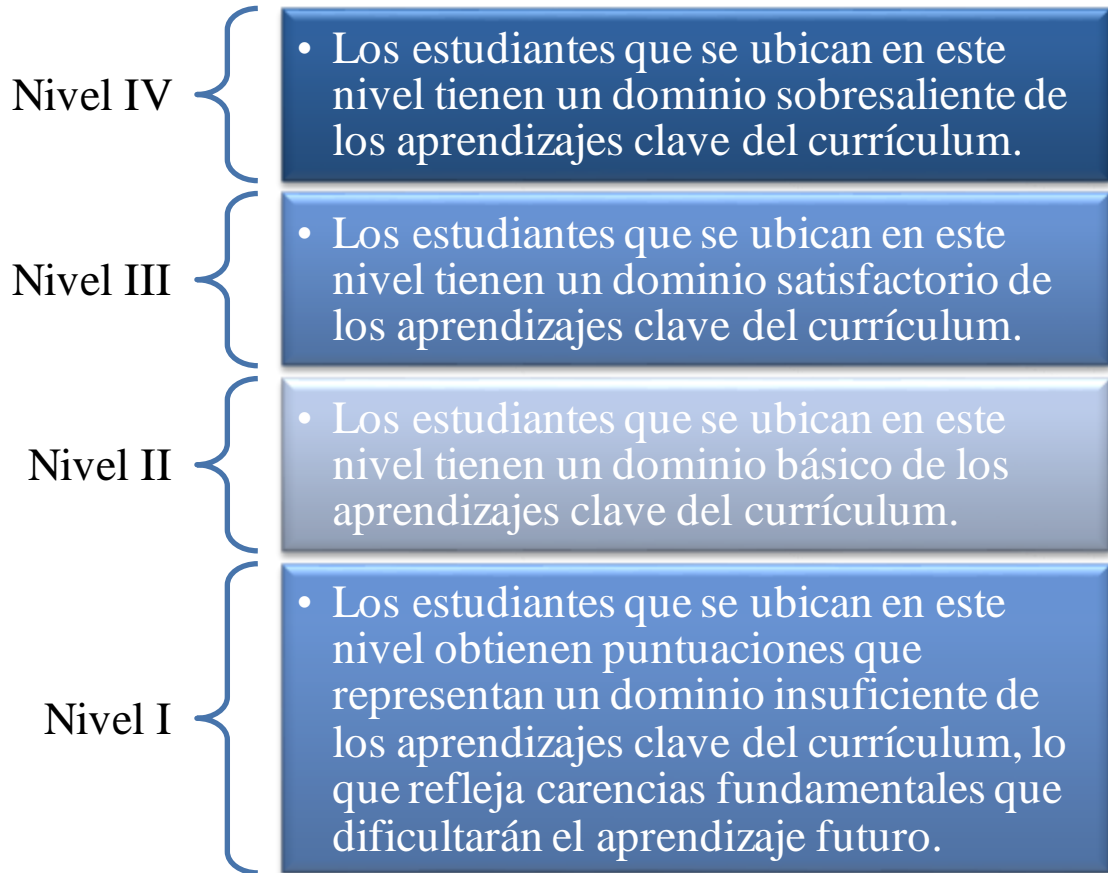 Nivel IV
• Los estudiantes que se ubican en este
nivel tienen un dominio sobresaliente de
los aprendizajes clave del currículum.
Nivel III
• Los estudiantes que se ubican en este
nivel tienen un dominio satisfactorio de
los aprendizajes clave del currículum.
Nivel II
• Los estudiantes que se ubican en este
nivel tienen un dominio básico de los
aprendizajes clave del currículum.
Nivel I
• Los estudiantes que se ubican en este
nivel obtienen puntuaciones que
representan un dominio insuficiente de
los aprendizajes clave del currículum, lo
que refleja carencias fundamentales que
dificultarán el aprendizaje futuro.